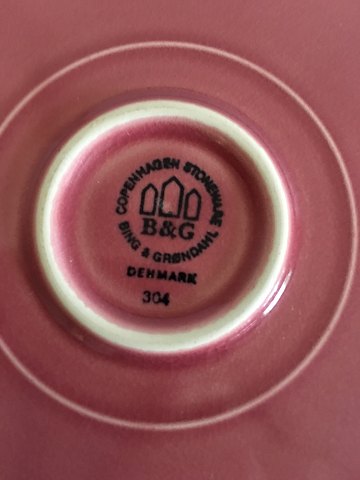 COPENHAGEN STONEWARE
B&G
BING & GRØNDAHL
DENMARK
304